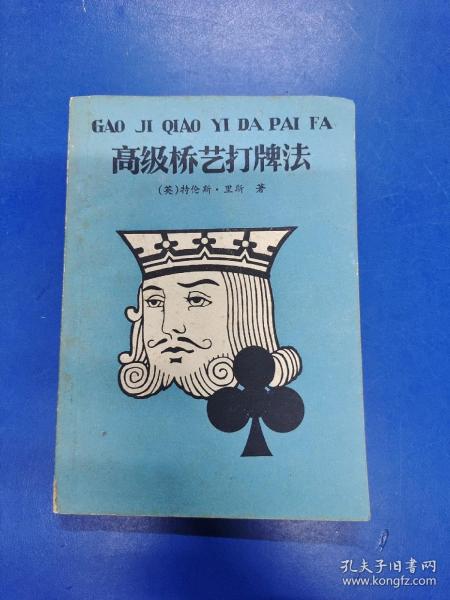 GAO JI QIAO YI DA PAI FA
高级桥艺打牌法
(英)特伦斯·里斯 著
孔夫子旧书网
www.kongfz.com